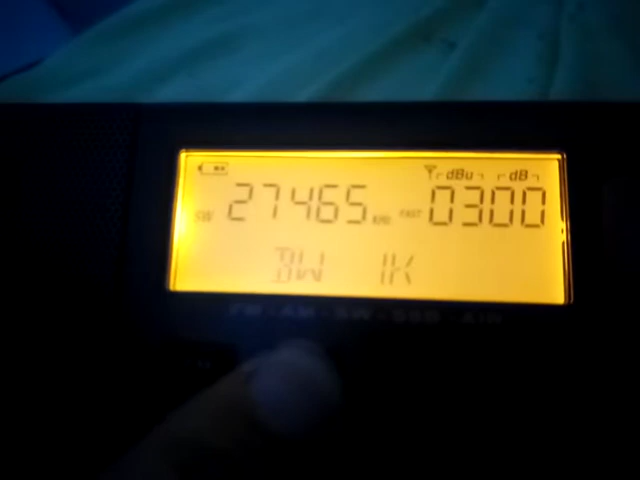 dBu dB
SW 27465 KHz FAST 0300
BW 1K
FM · AM · SW · SSB · AIR